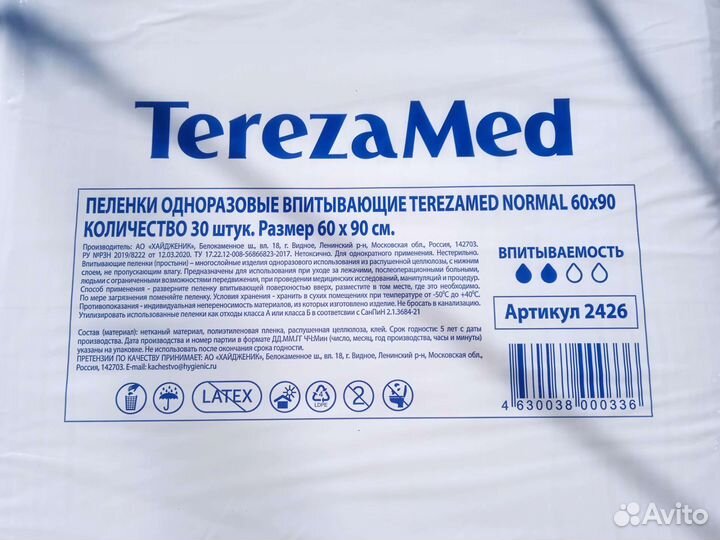 TerezaMed
ПЕЛЕНКИ ОДНОРАЗОВЫЕ ВПИТЫВАЮЩИЕ TEREZAMED NORMAL 60x90
КОЛИЧЕСТВО 30 штук. Размер 60 х 90 см.
Производитель: АО «ХАЙДЖЕНИК», Белокаменное ш., вл. 18, г. Видное, Ленинский р-н, Московская обл., Россия, 142703.
РУ №РЗН 2019/8222 от 12.03.2020. ТУ 17.22.12-008-56866823-2017. Нетоксично. Для однократного применения. Нестерильно.
Впитывающие пеленки (простыни) – многослойные изделия одноразового использования из распушенной целлюлозы, с нижним
слоем, не пропускающим влагу. Предназначены для использования при уходе за лежачими, послеоперационными больными,
людьми с ограниченными возможностями передвижения, при проведении медицинских исследований, манипуляций и процедур.
Способ применения - разверните пеленку впитывающей поверхностью вверх, разместите в том месте, где это необходимо.
По мере загрязнения поменяйте пеленку. Условия хранения - хранить в сухих помещениях при температуре от -50°С до +40°С.
Противопоказания - индивидуальная непереносимость материалов, из которых изготовлено изделие. Не бросать в канализацию.
Утилизировать использованные пеленки как отходы класса А или класса Б в соответствии с СанПиН 2.1.3684-21
ВПИТЫВАЕМОСТЬ
Артикул 2426
Состав (материал): нетканый материал, полиэтиленовая пленка, распушенная целлюлоза, клей. Срок годности: 5 лет с даты
производства. Дата производства и номер партии в формате ДД.ММ.ГГ ЧЧ:Мин (число, месяц, год производства, часы и минуты)
указаны на упаковке. Не использовать после окончания срока годности.
ПРЕТЕНЗИИ ПО КАЧЕСТВУ ПРИНИМАЕТ: АО «ХАЙДЖЕНИК», Белокаменное ш., вл. 18, г. Видное, Ленинский р-н, Московская обл.,
Россия, 142703. E-mail: kachestvo@hygienic.ru
LATEX
4
LDPE
2
4 630038 000336
Avito